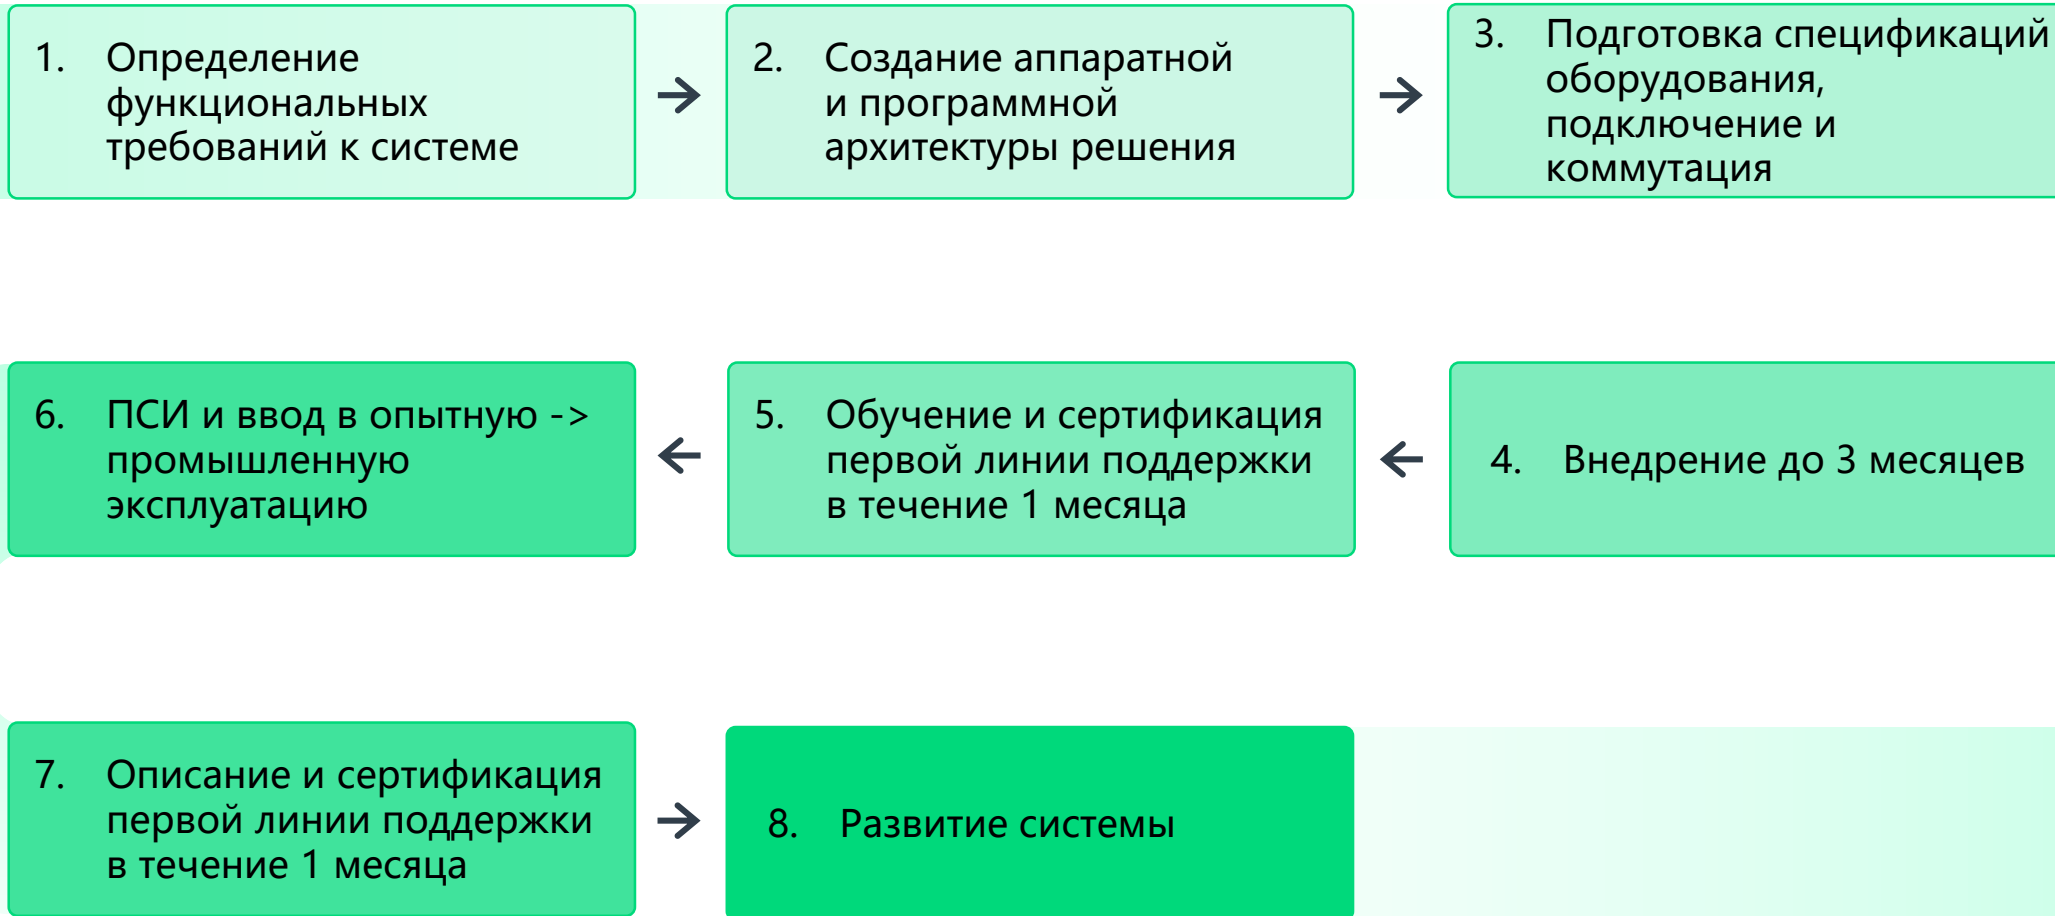 1. Определение
функциональных
требований к системе
2. Создание аппаратной
и программной
архитектуры решения
3. Подготовка спецификаций
оборудования,
подключение и
коммутация
4. Внедрение до 3 месяцев
5. Обучение и сертификация
первой линии поддержки
в течение 1 месяца
6. ПСИ и ввод в опытную ->
промышленную
эксплуатацию
7. Описание и сертификация
первой линии поддержки
в течение 1 месяца
8. Развитие системы